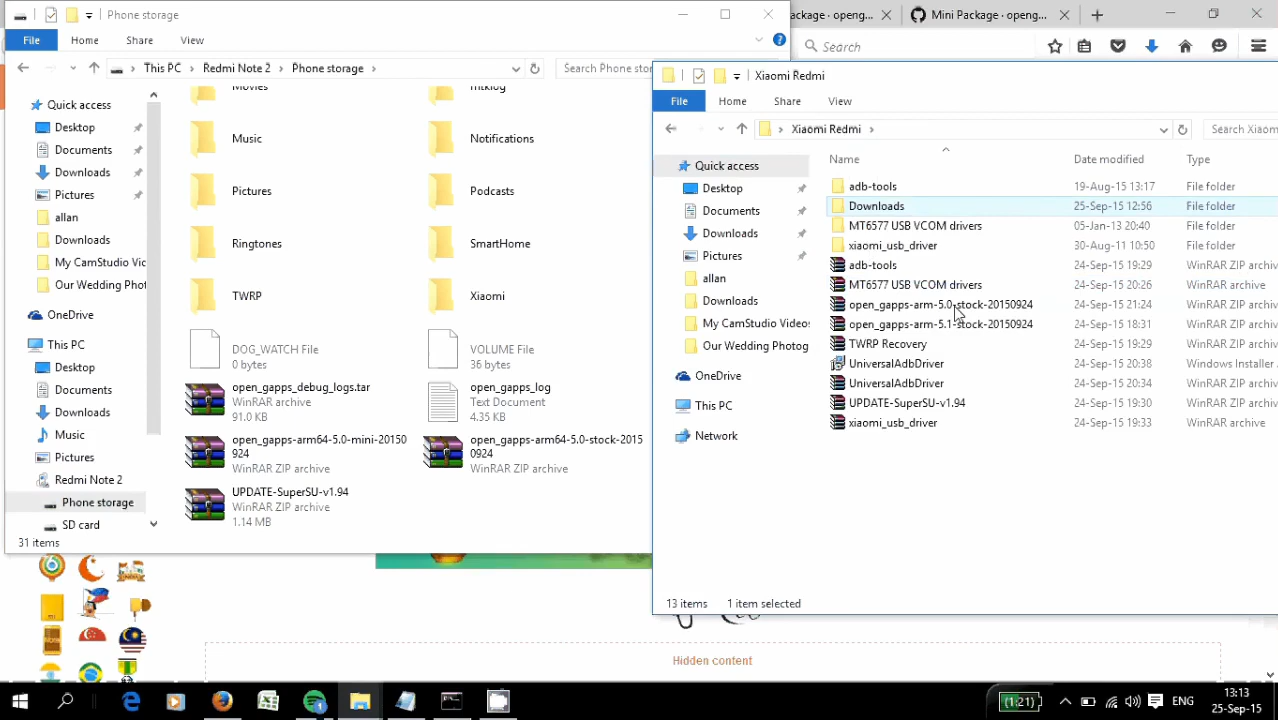 Phone storage
File
Home
Share
View
This PC
Redmi Note 2
Phone storage
Search Phone sto
Quick access
Desktop
Documents
Downloads
Pictures
allan
Downloads
My CamStudio Vic
Our Wedding Phot
OneDrive
This PC
Desktop
Documents
Downloads
Music
Pictures
Redmi Note 2
Phone storage
SD card
31 items
Movies
mtklog
Music
Notifications
Pictures
Podcasts
Ringtones
SmartHome
TWRP
Xiaomi
DOG_WATCH File
0 bytes
VOLUME File
36 bytes
open_gapps_debug_logs.tar
WinRAR archive
91.0 KB
open_gapps_log
Text Document
4.35 KB
open_gapps-arm64-5.0-mini-20150
924
WinRAR ZIP archive
open_gapps-arm64-5.0-stock-2015
0924
WinRAR ZIP archive
UPDATE-SuperSU-v1.94
WinRAR ZIP archive
1.14 MB
package · openg...
Mini Package · openg...
Search
Xiaomi Redmi
File
Home
Share
View
Xiaomi Redmi
Search Xiaom
Quick access
Desktop
Documents
Downloads
Pictures
allan
Downloads
My CamStudio Videos
Our Wedding Photog
OneDrive
This PC
Network
Name
Date modified
Type
adb-tools 19-Aug-15 13:17 File folder
Downloads 25-Sep-15 12:56 File folder
MT6577 USB VCOM drivers 05-Jan-13 20:40 File folder
xiaomi_usb_driver 30-Aug-11 10:50 File folder
adb-tools 24-Sep-15 19:29 WinRAR ZIP archiv
MT6577 USB VCOM drivers 24-Sep-15 20:26 WinRAR archive
open_gapps-arm-5.0-stock-20150924 24-Sep-15 21:24 WinRAR ZIP archiv
open_gapps-arm-5.1-stock-20150924 24-Sep-15 18:31 WinRAR ZIP archiv
TWRP Recovery 24-Sep-15 19:29 WinRAR ZIP archiv
UniversalAdbDriver 24-Sep-15 20:38 Windows Installer
UniversalAdbDriver 24-Sep-15 20:34 WinRAR ZIP archiv
UPDATE-SuperSU-v1.94 24-Sep-15 19:30 WinRAR ZIP archiv
xiaomi_usb_driver 24-Sep-15 19:33 WinRAR archive
13 items
1 item selected
Hidden content
(1:21)
ENG
13:13
25-Sep-15